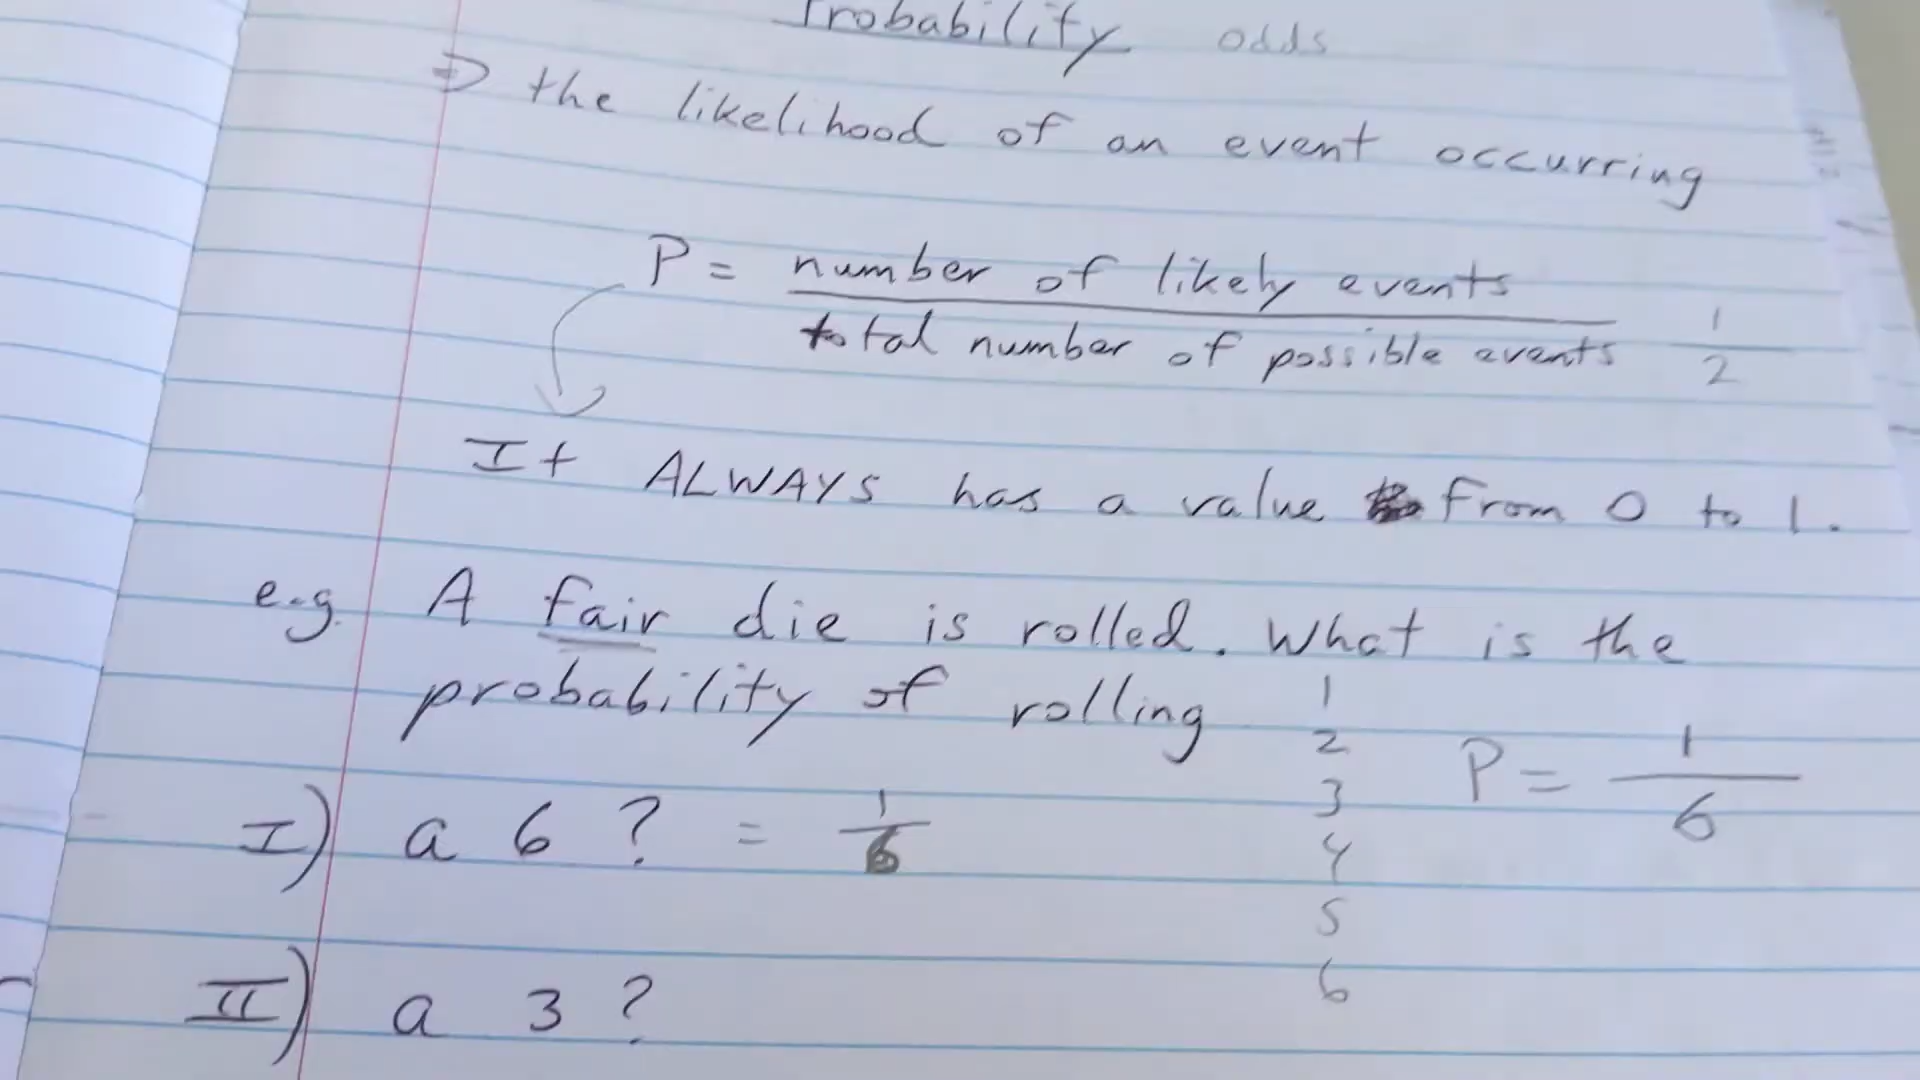 Probability odds
⇒ the likelihood of an event occurring
P = number of likely events
total number of possible events
1
2
It ALWAYS has a value from 0 to 1.
e.g. A fair die is rolled. What is the
probability of rolling
1
2
3
4
5
6
P = 1
6
I) a 6 ? = 1
6
II) a 3 ?